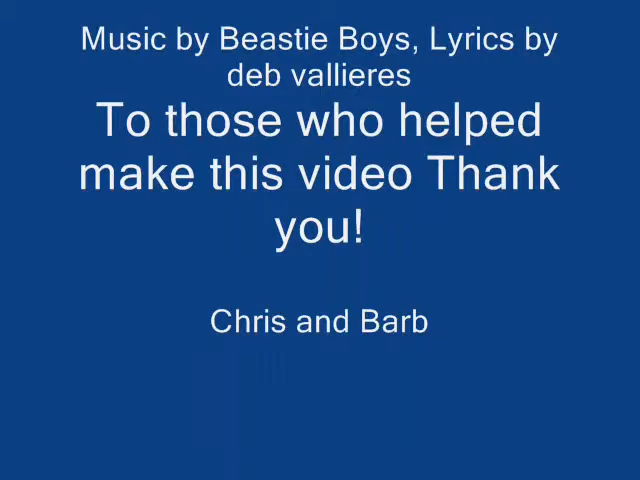 Music by Beastie Boys, Lyrics by
deb vallieres
To those who helped
make this video Thank
you!
Chris and Barb